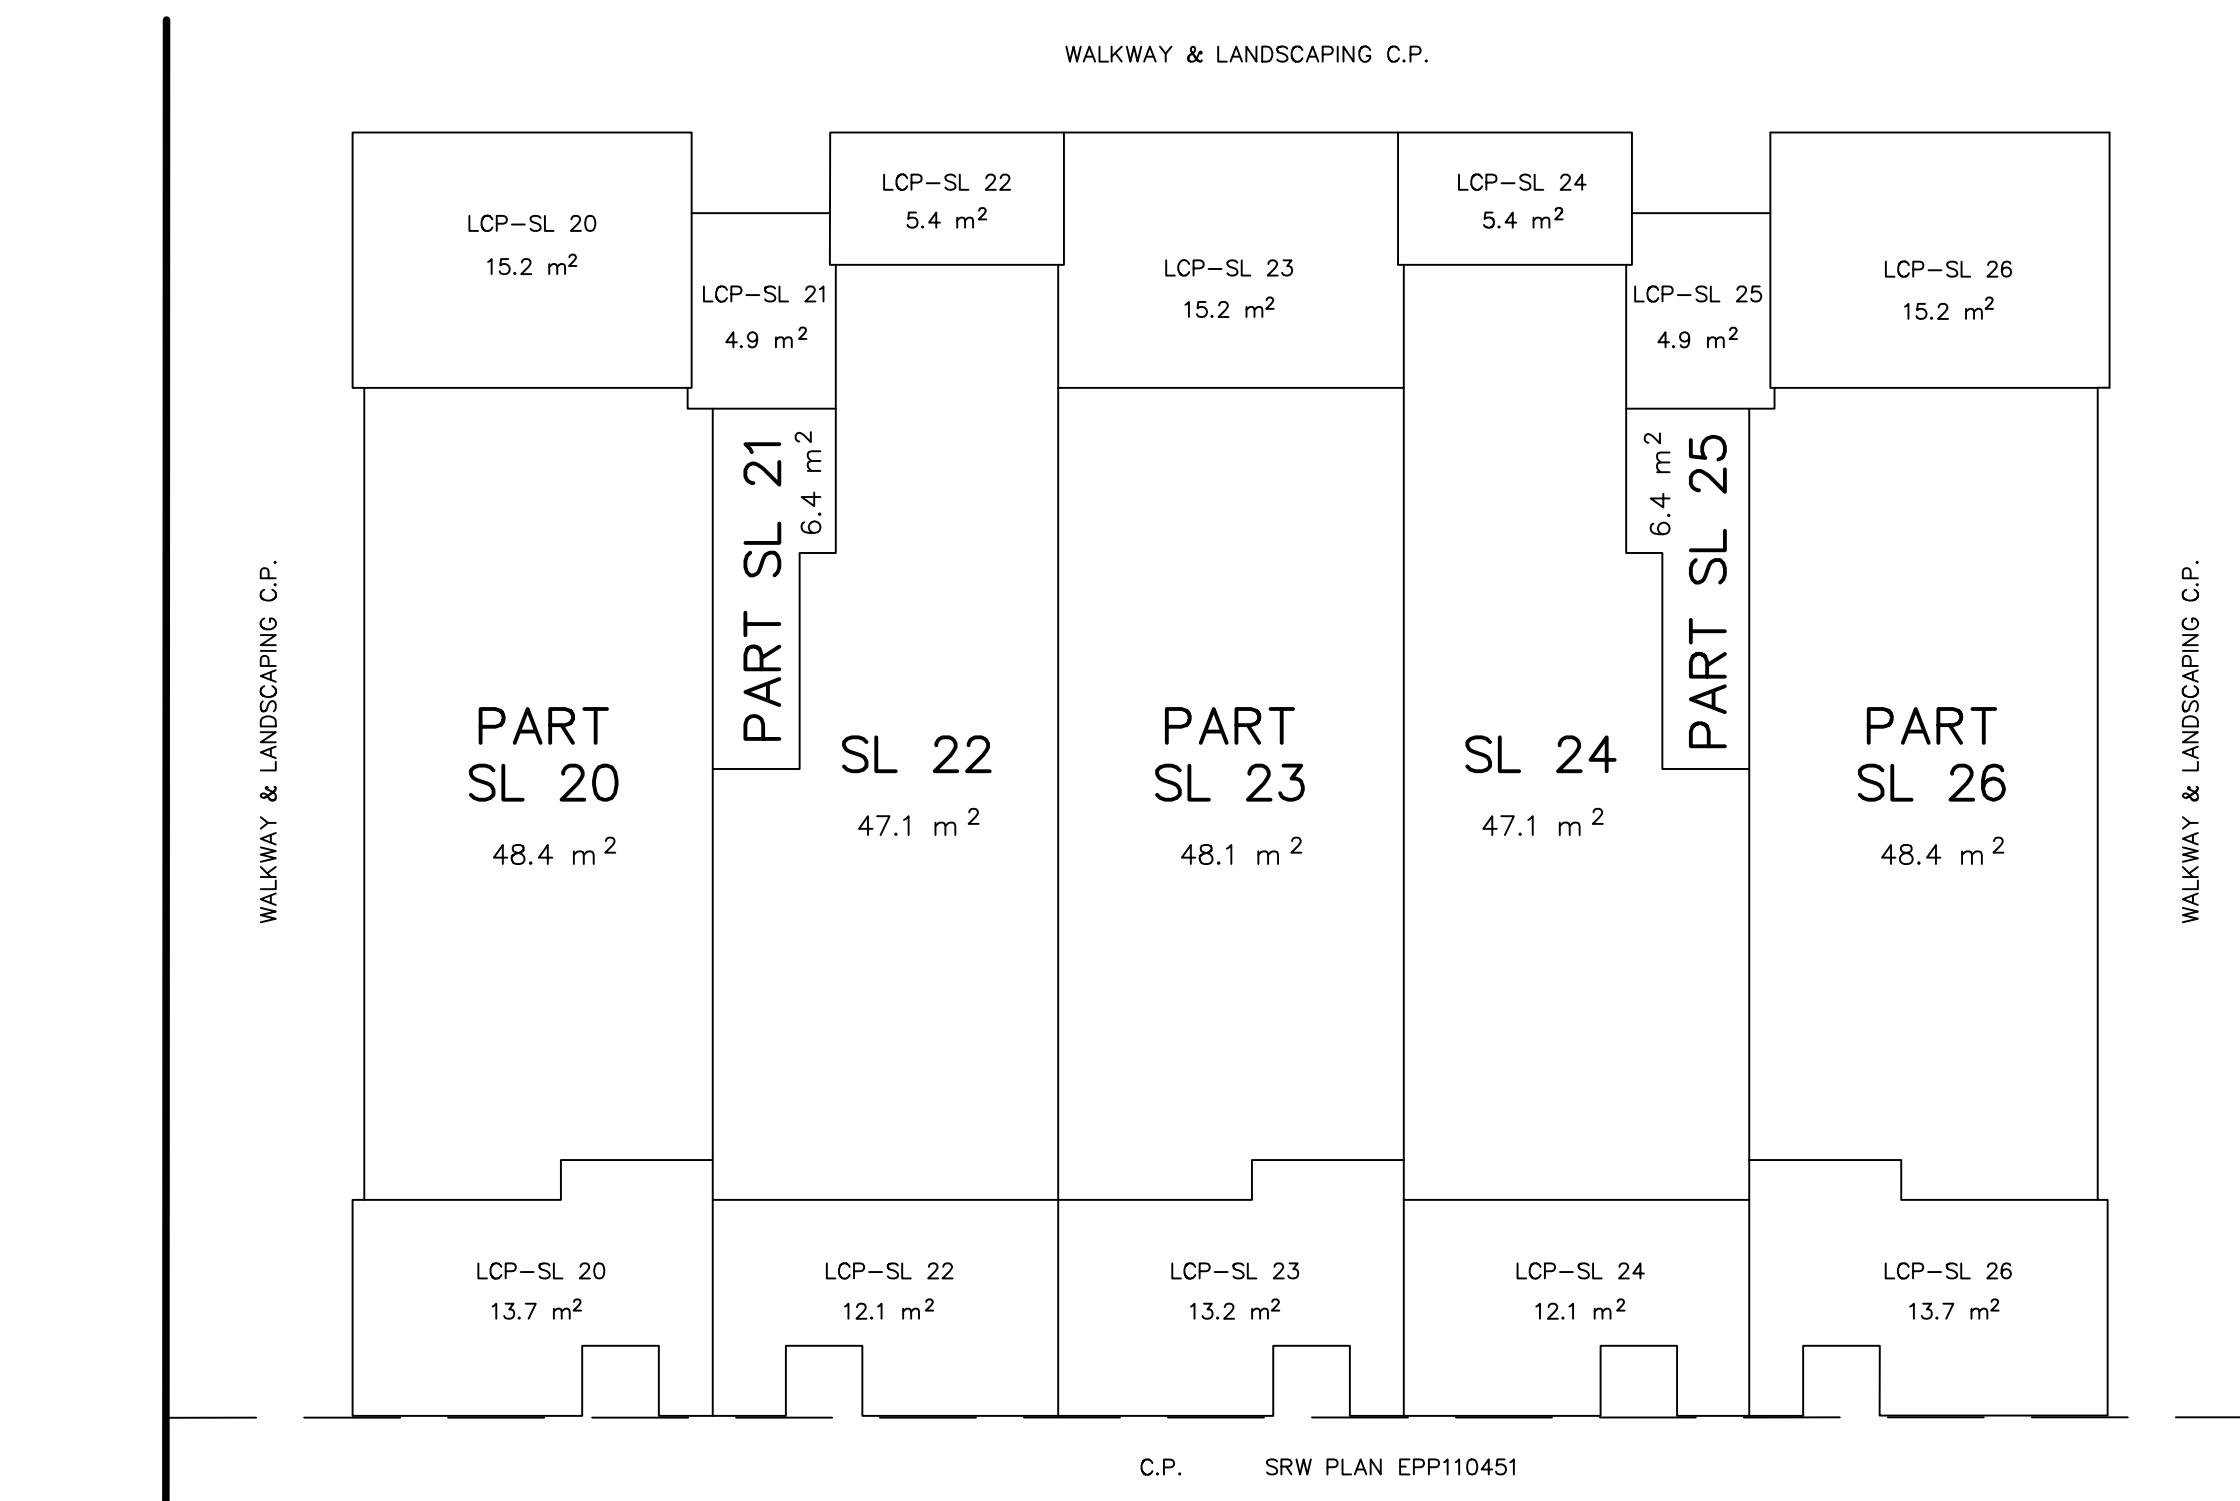 WALKWAY & LANDSCAPING C.P.
LCP-SL 20
15.2 m²
LCP-SL 21
4.9 m²
LCP-SL 22
5.4 m²
LCP-SL 23
15.2 m²
LCP-SL 24
5.4 m²
LCP-SL 25
4.9 m²
LCP-SL 26
15.2 m²
WALKWAY & LANDSCAPING C.P.
PART
SL 20
48.4 m²
PART SL 21
6.4 m²
SL 22
47.1 m²
PART
SL 23
48.1 m²
SL 24
47.1 m²
6.4 m²
PART SL 25
PART
SL 26
48.4 m²
WALKWAY & LANDSCAPING C.P.
LCP-SL 20
13.7 m²
LCP-SL 22
12.1 m²
LCP-SL 23
13.2 m²
LCP-SL 24
12.1 m²
LCP-SL 26
13.7 m²
C.P. SRW PLAN EPP110451